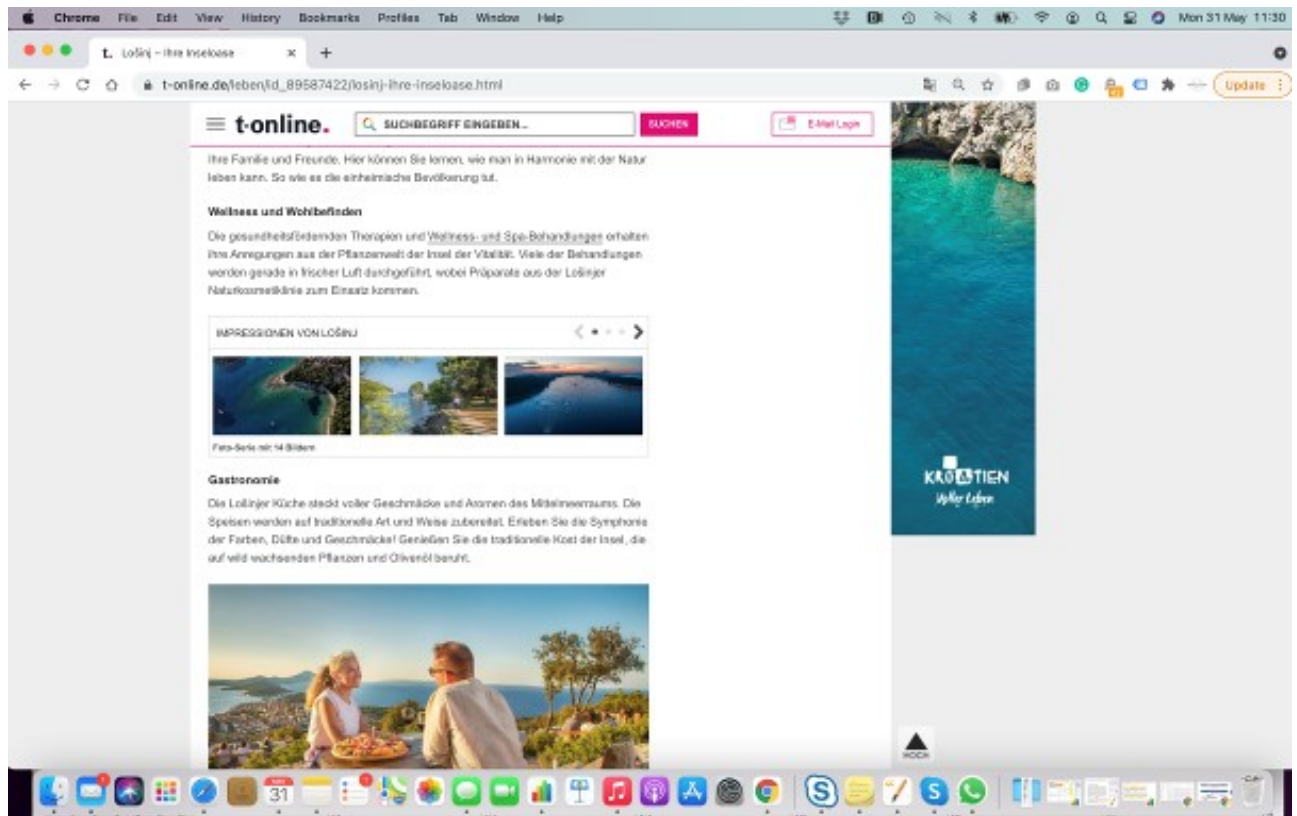 Chrome File Edit View History Bookmarks Profiles Tab Window Help
Mon 31 May 11:30
t. Lošinj – Ihre Inseloase
t-online.de/leben/id_89587422/losinj-ihre-inseloase.html
Update
t-online.
SUCHBEGRIFF EINGEBEN...
SUCHEN
E-Mail Login
Ihre Familie und Freunde. Hier können Sie lernen, wie man in Harmonie mit der Natur
leben kann. So wie es die einheimische Bevölkerung tut.
Wellness und Wohlbefinden
Die gesundheitsfördernden Therapien und Wellness- und Spa-Behandlungen erhalten
ihre Anregungen aus der Pflanzenwelt der Insel der Vitalität. Viele der Behandlungen
werden gerade in frischer Luft durchgeführt, wobei Präparate aus der Lošinjer
Naturkosmetiklinie zum Einsatz kommen.
IMPRESSIONEN VON LOŠINJ
Foto-Serie mit 14 Bildern
Gastronomie
Die Lošinjer Küche steckt voller Geschmäcke und Aromen des Mittelmeerraums. Die
Speisen werden auf traditionelle Art und Weise zubereitet. Erleben Sie die Symphonie
der Farben, Düfte und Geschmäcke! Genießen Sie die traditionelle Kost der Insel, die
auf wild wachsenden Pflanzen und Olivenöl beruht.
KROATIEN
Voller Leben
HOCH
31